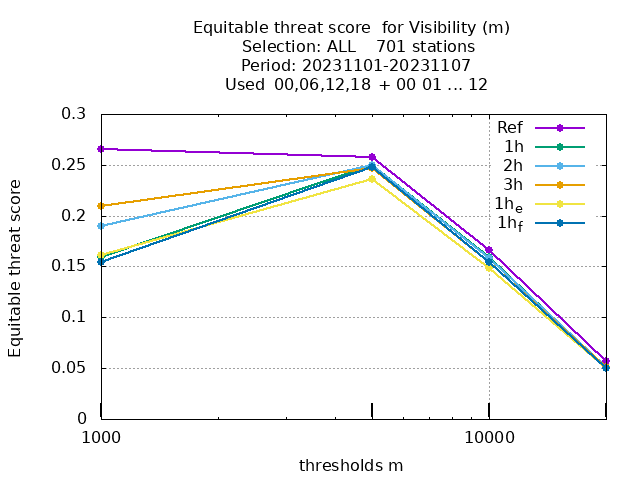 Equitable threat score for Visibility (m)
Selection: ALL 701 stations
Period: 20231101-20231107
Used 00,06,12,18 + 00 01 ... 12
Equitable threat score
0.3
0.25
0.2
0.15
0.1
0.05
0
1000
10000
thresholds m
Ref
1h
2h
3h
1he
1hf